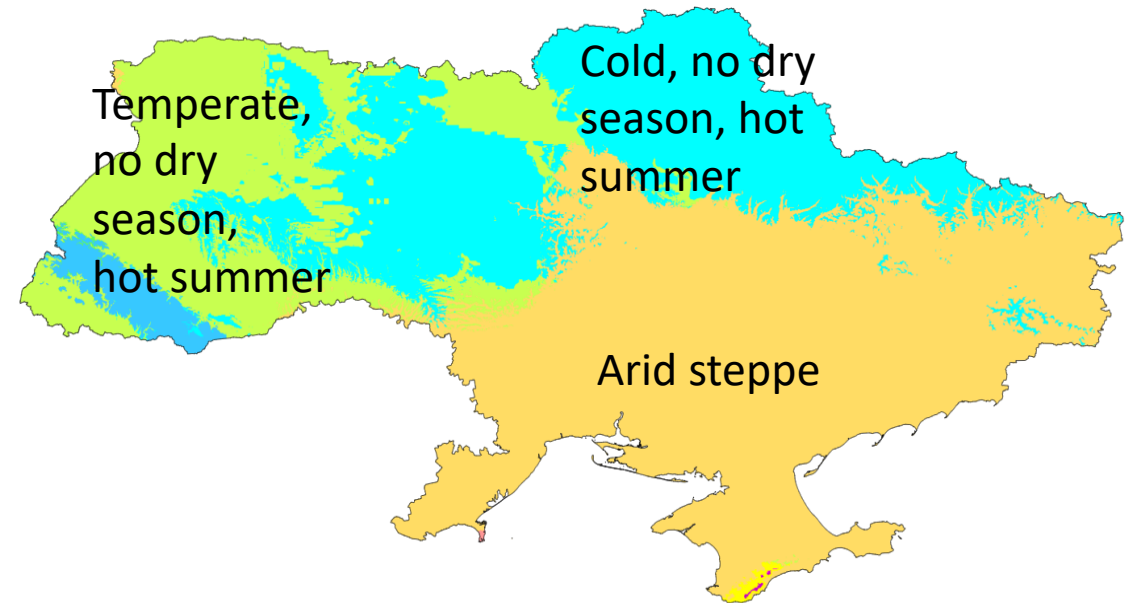 Temperate,
no dry
season,
hot summer
Cold, no dry
season, hot
summer
Arid steppe